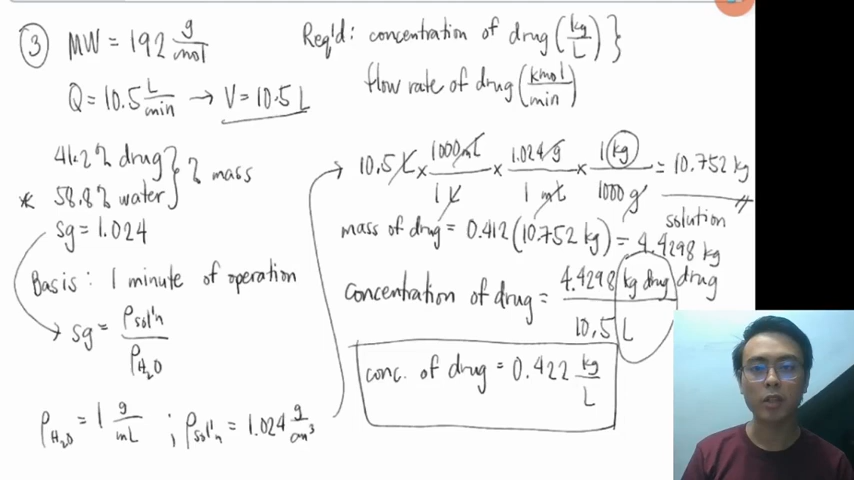 ③ MW = 192 g/mol
Q = 10.5 L/min → V = 10.5 L
41.2% drug
* 58.8% water } % mass
sg = 1.024
Basis: 1 minute of operation
sg = ρsol'n / ρH₂O
ρH₂O = 1 g/mL ; ρsol'n = 1.024 g/cm³
Req'd: concentration of drug (kg/L) }
flow rate of drug (kmol/min)
10.5 L × 1000 mL / 1 L × 1.024 g / 1 mL × 1 kg / 1000 g = 10.752 kg
solution
mass of drug = 0.412 (10.752 kg) = 4.4298 kg
drug
concentration of drug = 4.4298 kg drug / 10.5 L
conc. of drug = 0.422 kg/L